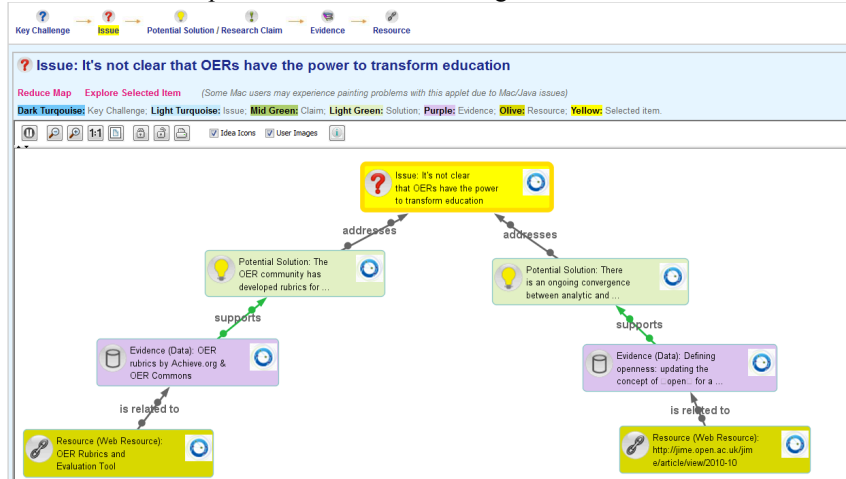 Key Challenge
Issue
Potential Solution / Research Claim
Evidence
Resource
Issue: It's not clear that OERs have the power to transform education
Reduce Map Explore Selected Item (Some Mac users may experience painting problems with this applet due to Mac/Java issues)
Dark Turqouise: Key Challenge; Light Turquoise: Issue; Mid Green: Claim; Light Green: Solution; Purple: Evidence; Olive: Resource; Yellow: Selected item.
1:1 Idea Icons User Images
Issue: It's not clear
that OERs have the power
to transform education
addresses
addresses
Potential Solution: The
OER community has
developed rubrics for ...
Potential Solution: There
is an ongoing convergence
between analytic and ...
supports
supports
Evidence (Data): OER
rubrics by Achieve.org &
OER Commons
Evidence (Data): Defining
openness: updating the
concept of ..open.. for a ...
is related to
is related to
Resource (Web Resource):
OER Rubrics and
Evaluation Tool
Resource (Web Resource):
http://jime.open.ac.uk/jim
e/article/view/2010-10